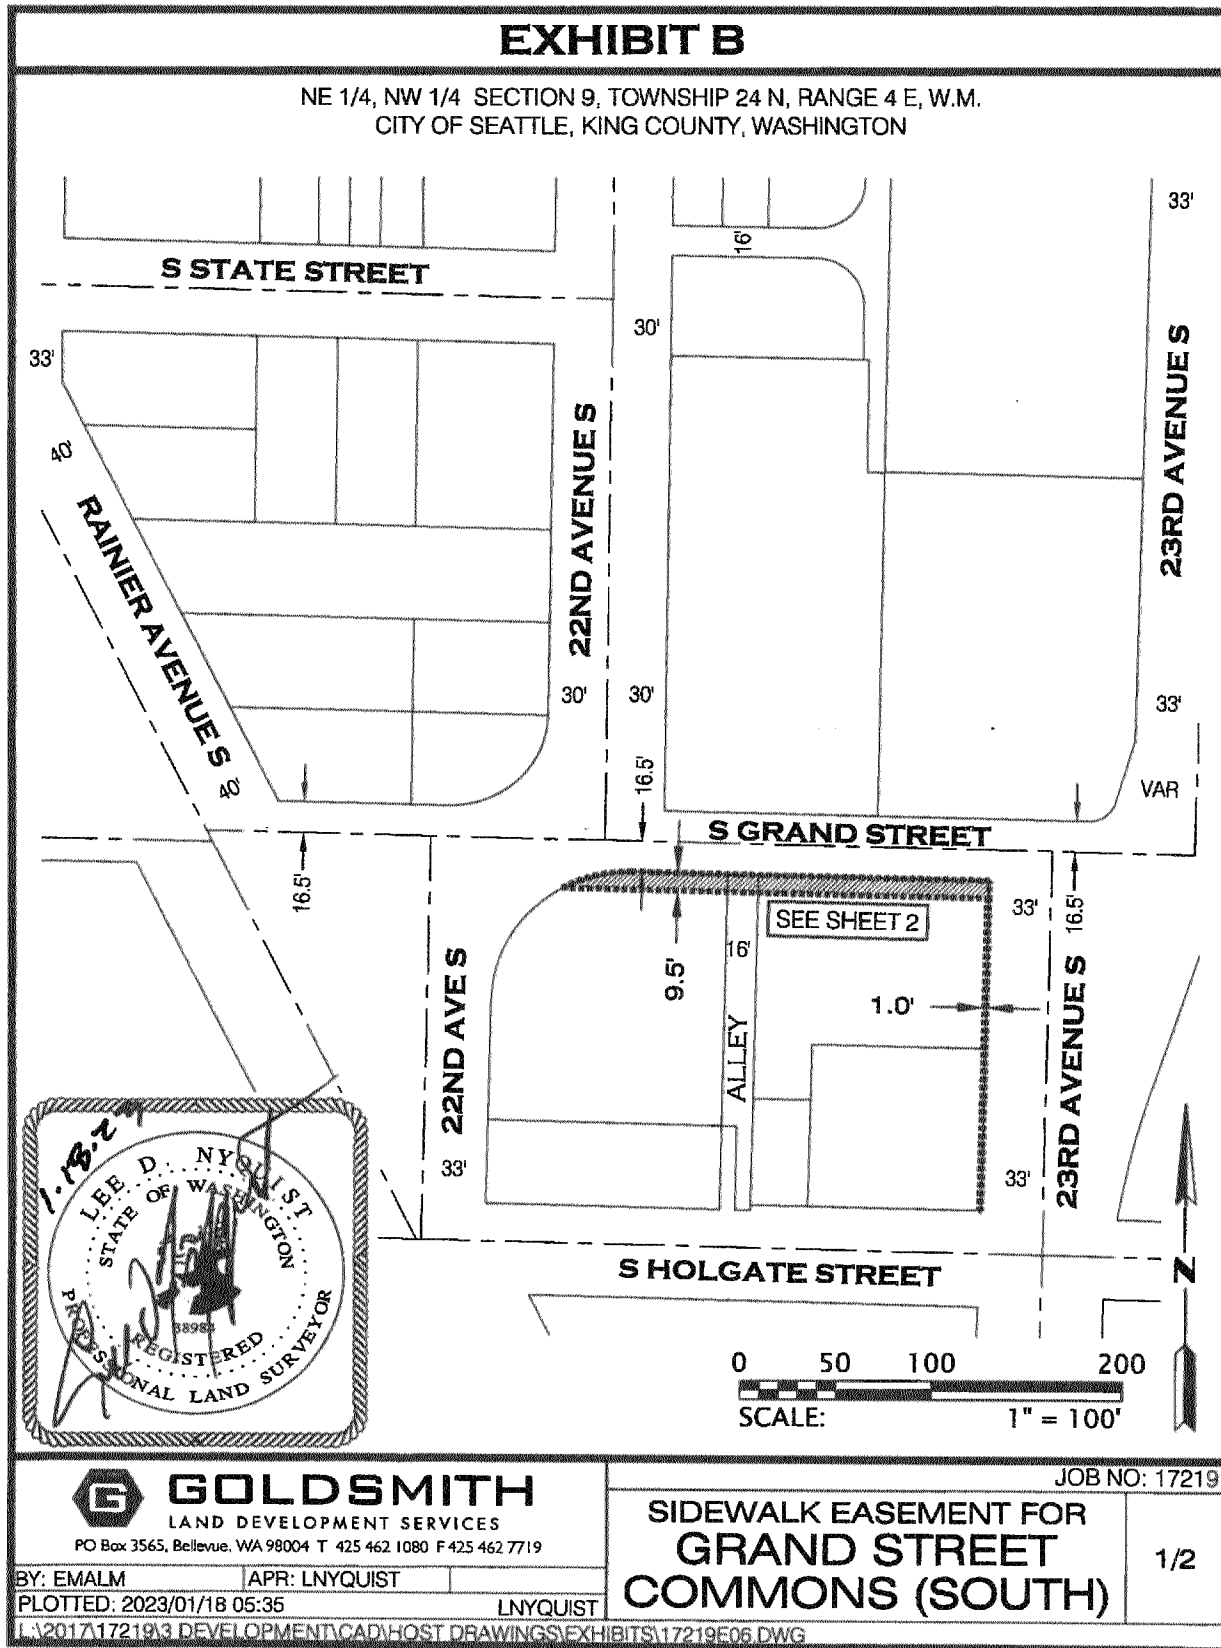 EXHIBIT B
NE 1/4, NW 1/4 SECTION 9, TOWNSHIP 24 N, RANGE 4 E, W.M.
CITY OF SEATTLE, KING COUNTY, WASHINGTON
33'
16'
S STATE STREET
30'
33'
23RD AVENUE S
22ND AVENUE S
40'
RAINIER AVENUE S
30'
30'
33'
40'
16.5'
VAR
S GRAND STREET
16.5'
33'
16.5'
SEE SHEET 2
16'
9.5'
22ND AVE S
1.0'
ALLEY
23RD AVENUE S
33'
33'
1.18.23
LEE D. NYQUIST
STATE OF WASHINGTON
REGISTERED
PROFESSIONAL LAND SURVEYOR
S HOLGATE STREET
N
0 50 100 200
SCALE: 1" = 100'
G GOLDSMITH
LAND DEVELOPMENT SERVICES
PO Box 3565, Bellevue, WA 98004 T 425 462 1080 F 425 462 7719
BY: EMALM APR: LNYQUIST
PLOTTED: 2023/01/18 05:35 LNYQUIST
L:\2017\17219\3 DEVELOPMENT\CAD\HOST DRAWINGS\EXHIBITS\17219E06.DWG
JOB NO: 17219
SIDEWALK EASEMENT FOR
GRAND STREET
COMMONS (SOUTH)
1/2